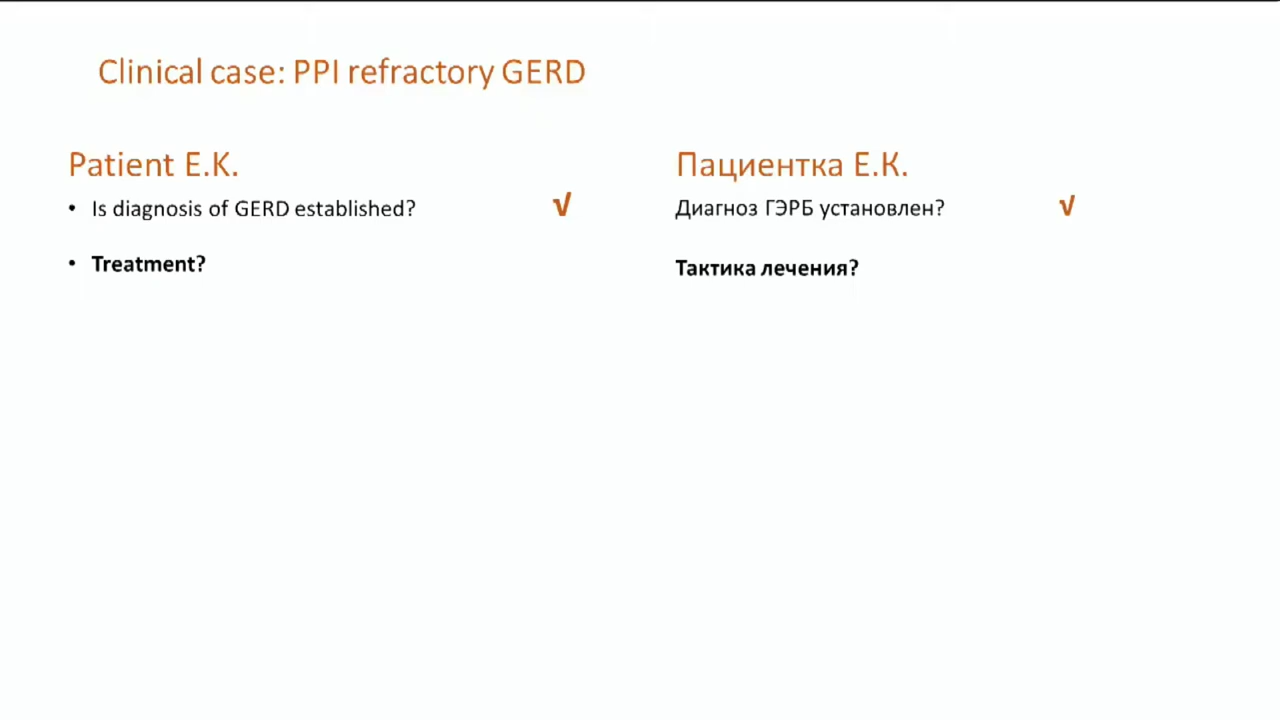 Clinical case: PPI refractory GERD
Patient E.K.
• Is diagnosis of GERD established? √
• Treatment?
Пациентка Е.К.
Диагноз ГЭРБ установлен? √
Тактика лечения?